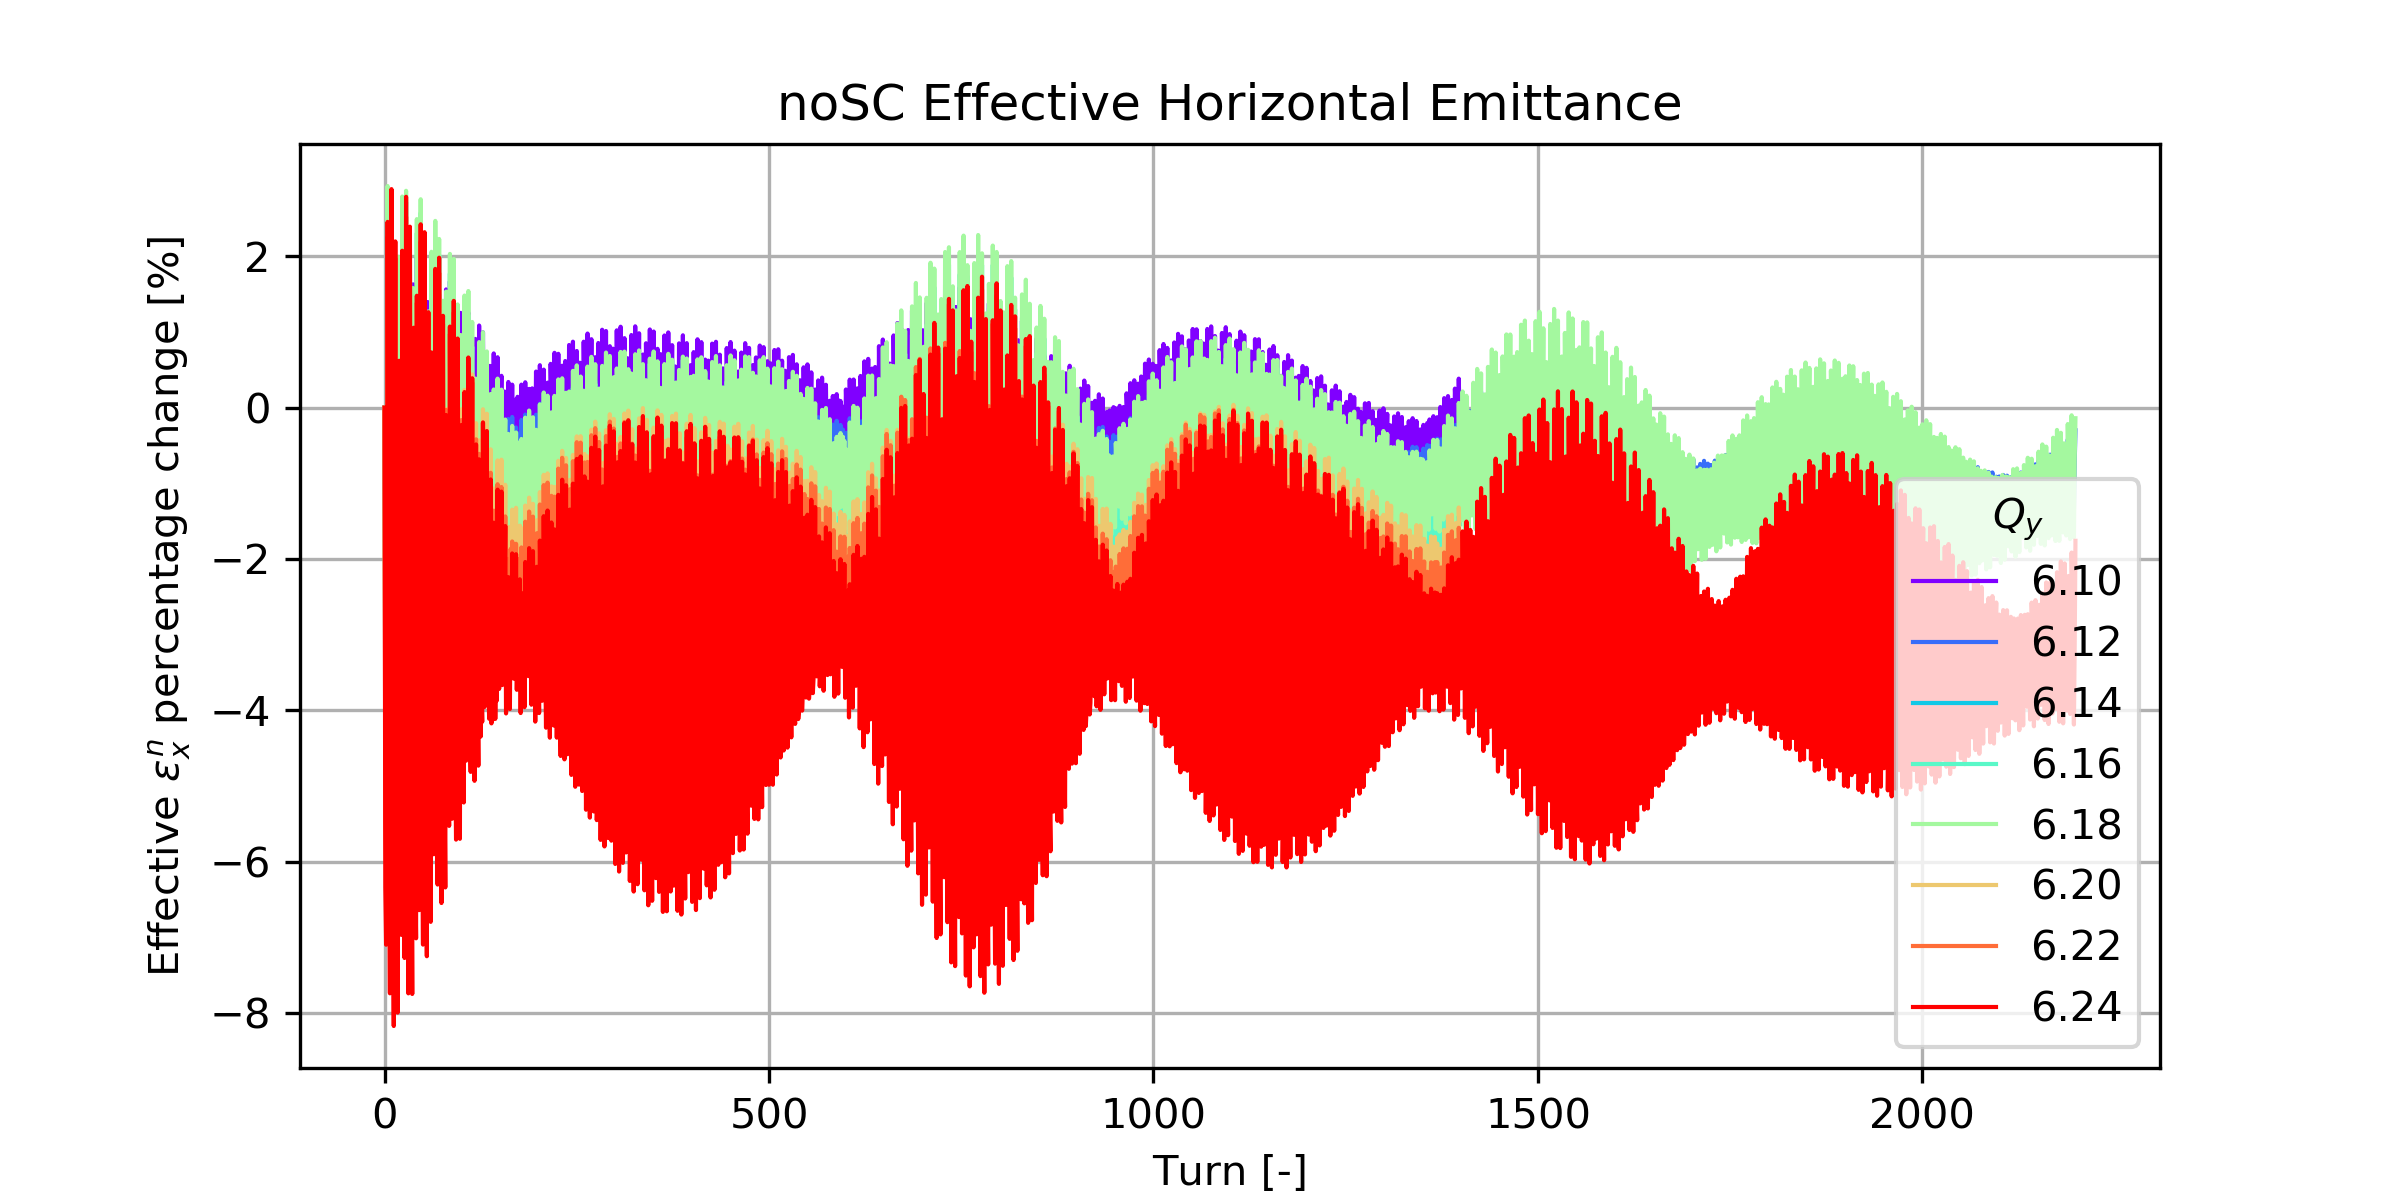 noSC Effective Horizontal Emittance
Effective εₓⁿ percentage change [%]
2
0
−2
−4
−6
−8
0 500 1000 1500 2000
Turn [-]
Qy
6.10
6.12
6.14
6.16
6.18
6.20
6.22
6.24